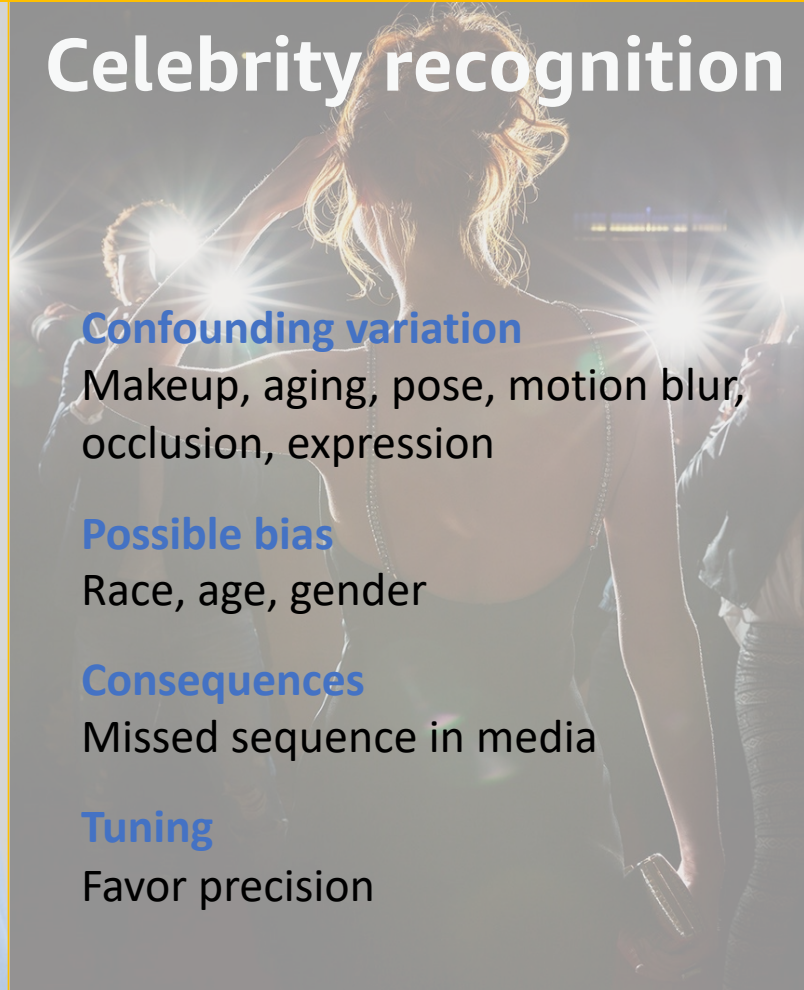 Celebrity recognition
Confounding variation
Makeup, aging, pose, motion blur,
occlusion, expression
Possible bias
Race, age, gender
Consequences
Missed sequence in media
Tuning
Favor precision